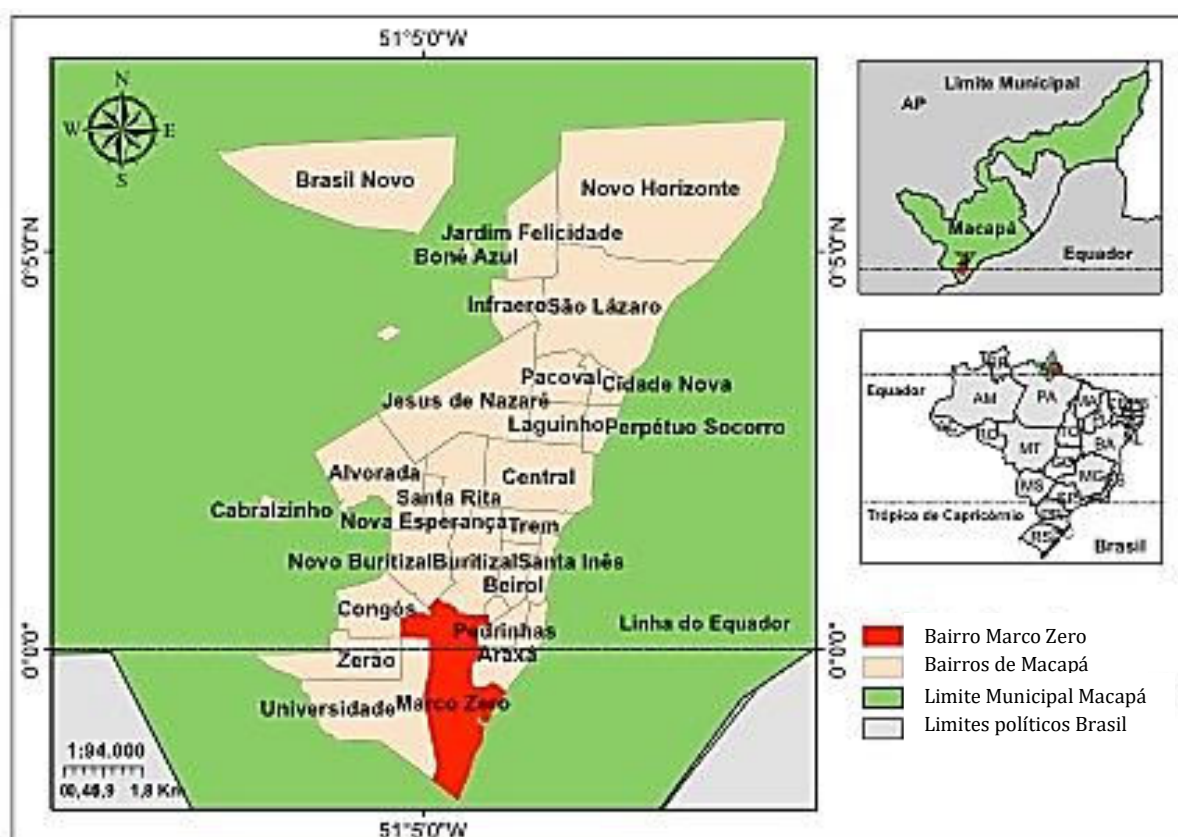 51°5'0"W
N
W E
S
Brasil Novo
Novo Horizonte
Jardim Felicidade
Boné Azul
0°5'0"N
0°5'0"N
Infraero
São Lázaro
Pacoval
Cidade Nova
Jesus de Nazaré
Laguinho
Perpétuo Socorro
Alvorada
Central
Santa Rita
Cabralzinho
Nova Esperança
Trem
Novo Buritizal
Buritizal
Santa Inês
Beirol
Congós
Pedrinhas
Linha do Equador
0°0'0"
0°0'0"
Zerão
Araxá
Universidade
Marco Zero
1:94.000
1,8 Km
51°5'0"W
Limite Municipal
AP
Macapá
Equador
Equador
AM
PA
MA
MT
BA
MS
MG
Trópico de Capricórnio
RS
Brasil
Bairro Marco Zero
Bairros de Macapá
Limite Municipal Macapá
Limites políticos Brasil